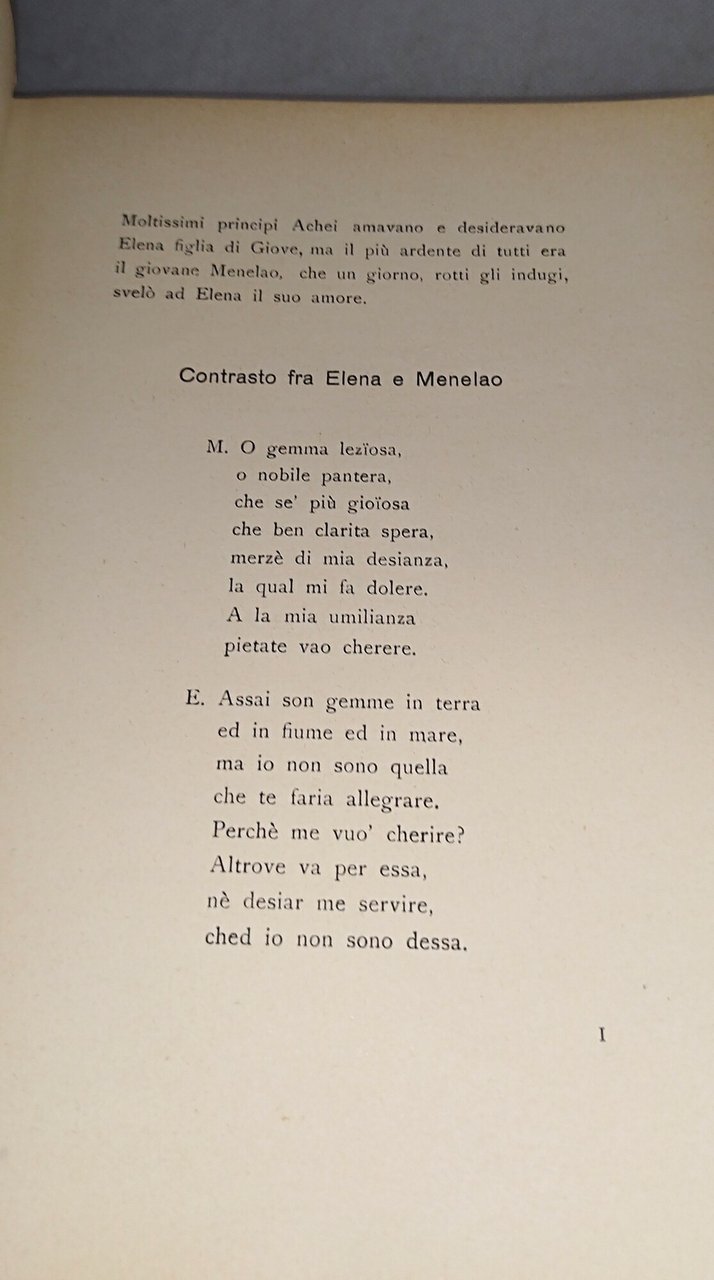 Moltissimi principi Achei amavano e desideravano
Elena figlia di Giove, ma il più ardente di tutti era
il giovane Menelao, che un giorno, rotti gli indugi,
svelò ad Elena il suo amore.
Contrasto fra Elena e Menelao
M. O gemma lezïosa,
o nobile pantera,
che se' più gioïosa
che ben clarita spera,
merzè di mia desianza,
la qual mi fa dolere.
A la mia umilianza
pietate vao cherere.
E. Assai son gemme in terra
ed in fiume ed in mare,
ma io non sono quella
che te faria allegrare.
Perchè me vuo' cherire?
Altrove va per essa,
nè desiar me servire,
ched io non sono dessa.
I